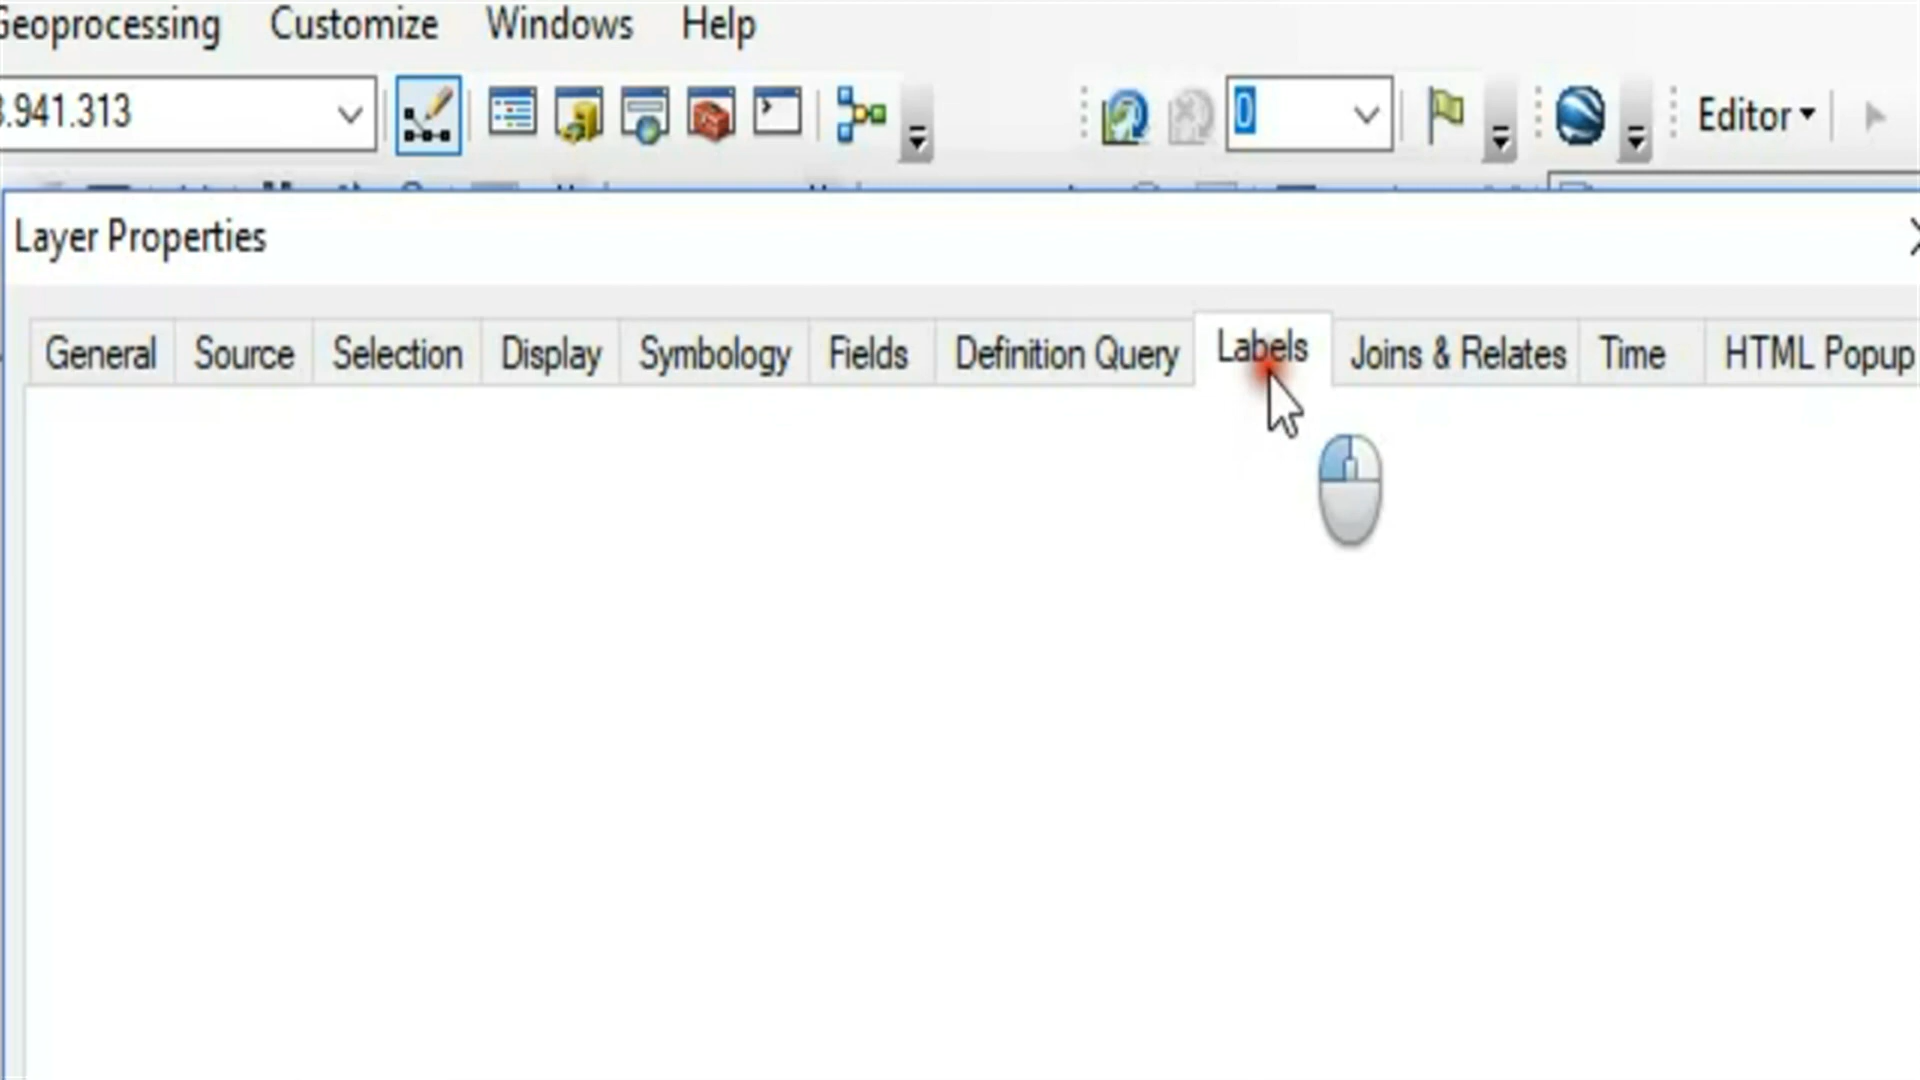 Geoprocessing Customize Windows Help
3.941.313 0 Editor
Layer Properties
General Source Selection Display Symbology Fields Definition Query Labels Joins & Relates Time HTML Popup